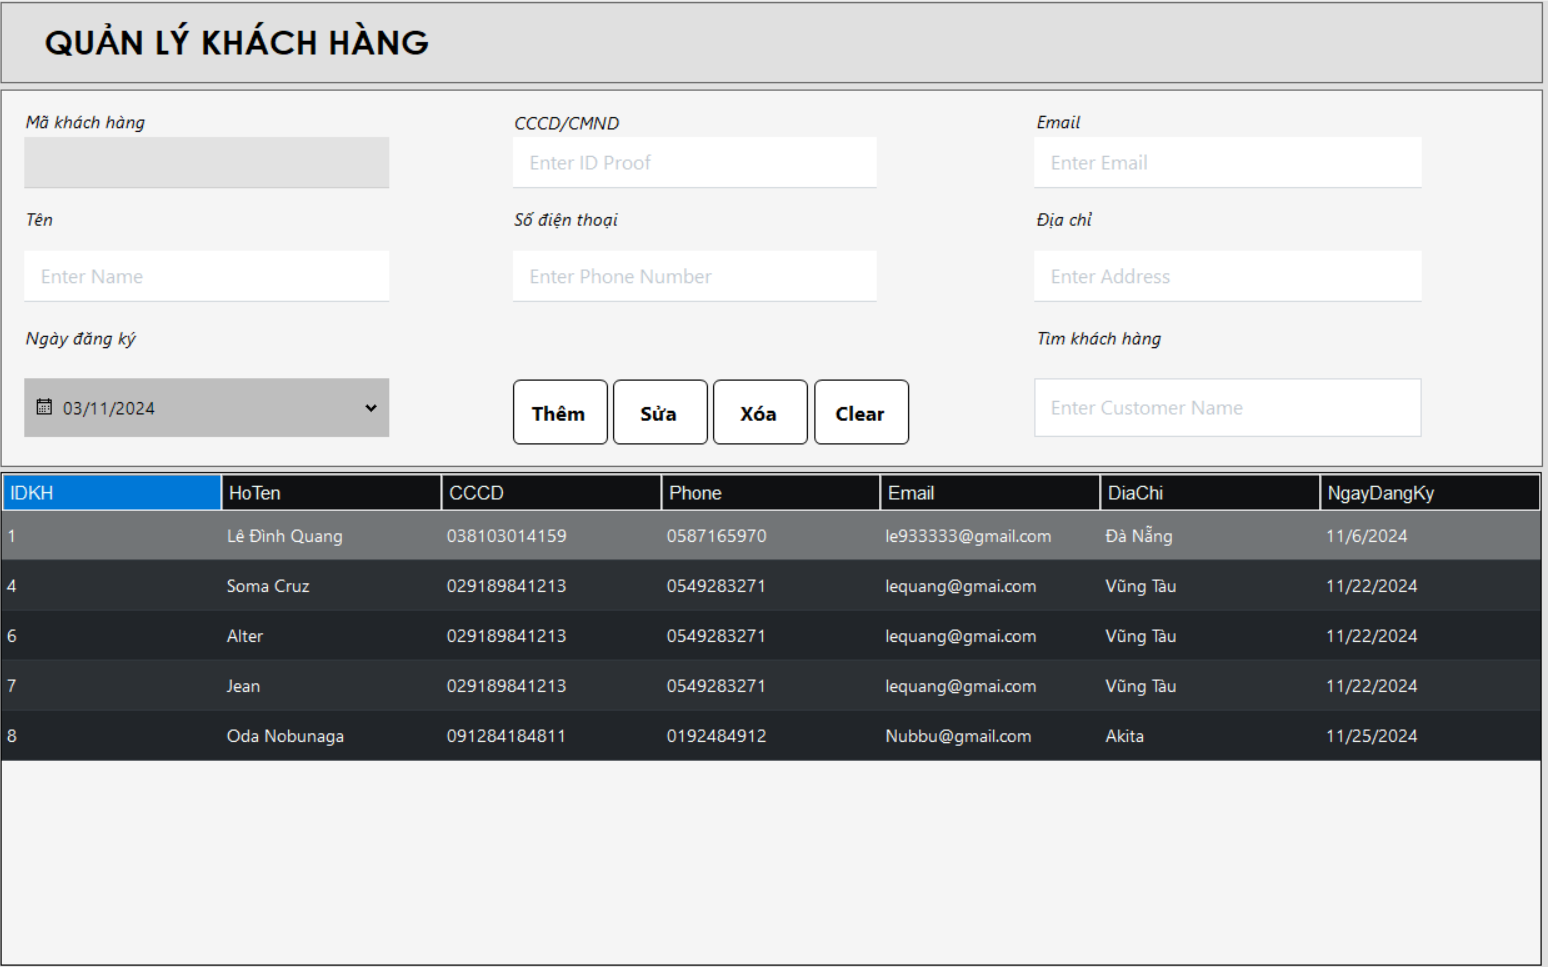 QUẢN LÝ KHÁCH HÀNG
Mã khách hàng CCCD/CMND Email
Enter ID Proof Enter Email
Tên Số điện thoại Địa chỉ
Enter Name Enter Phone Number Enter Address
Ngày đăng ký Tìm khách hàng
03/11/2024 Thêm Sửa Xóa Clear Enter Customer Name
IDKH HoTen CCCD Phone Email DiaChi NgayDangKy
1 Lê Đình Quang 038103014159 0587165970 le933333@gmail.com Đà Nẵng 11/6/2024
4 Soma Cruz 029189841213 0549283271 lequang@gmai.com Vũng Tàu 11/22/2024
6 Alter 029189841213 0549283271 lequang@gmai.com Vũng Tàu 11/22/2024
7 Jean 029189841213 0549283271 lequang@gmai.com Vũng Tàu 11/22/2024
8 Oda Nobunaga 091284184811 0192484912 Nubbu@gmail.com Akita 11/25/2024